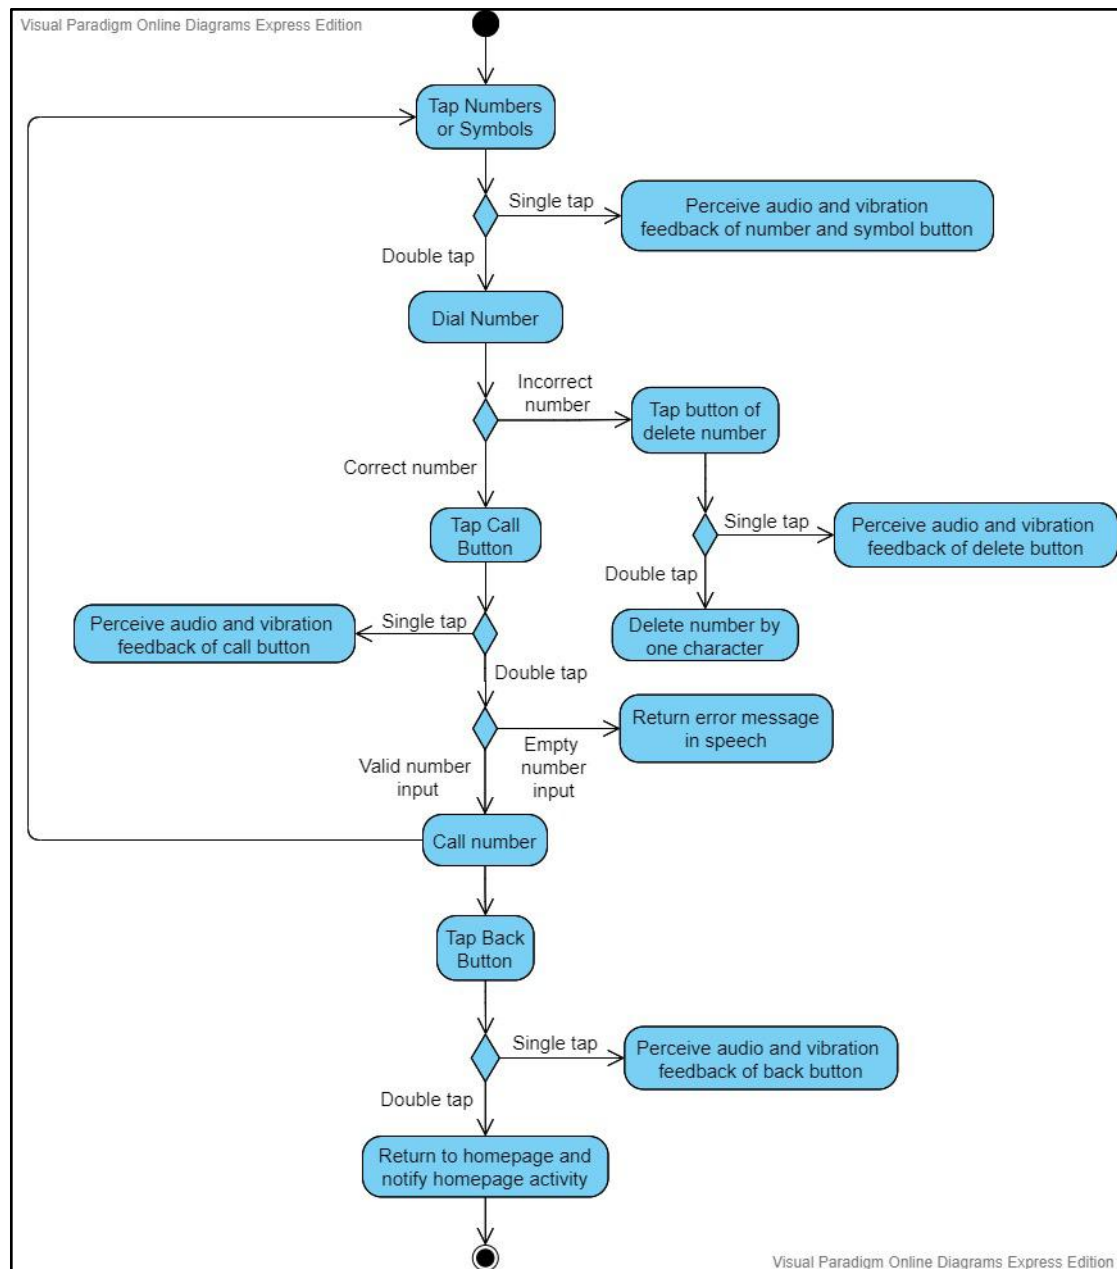 Visual Paradigm Online Diagrams Express Edition
Tap Numbers
or Symbols
Single tap
Perceive audio and vibration
feedback of number and symbol button
Double tap
Dial Number
Incorrect
number
Tap button of
delete number
Correct number
Tap Call
Button
Single tap
Perceive audio and vibration
feedback of delete button
Double tap
Perceive audio and vibration
feedback of call button
Single tap
Delete number by
one character
Double tap
Return error message
in speech
Valid number
input
Empty
number
input
Call number
Tap Back
Button
Single tap
Perceive audio and vibration
feedback of back button
Double tap
Return to homepage and
notify homepage activity
Visual Paradigm Online Diagrams Express Edition